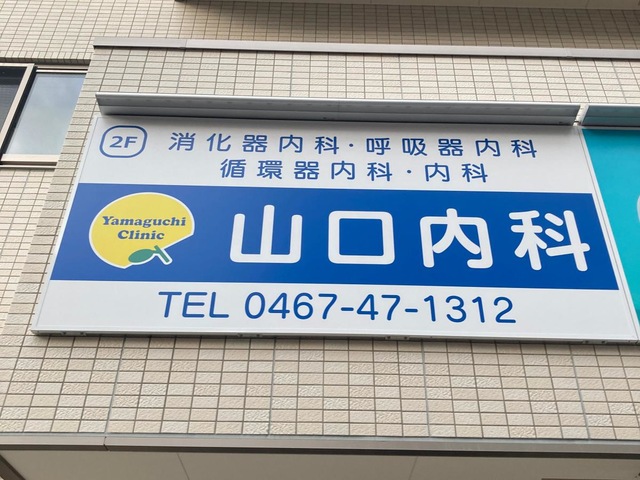 2F
消化器内科・呼吸器内科
循環器内科・内科
Yamaguchi
Clinic
山口内科
TEL 0467-47-1312